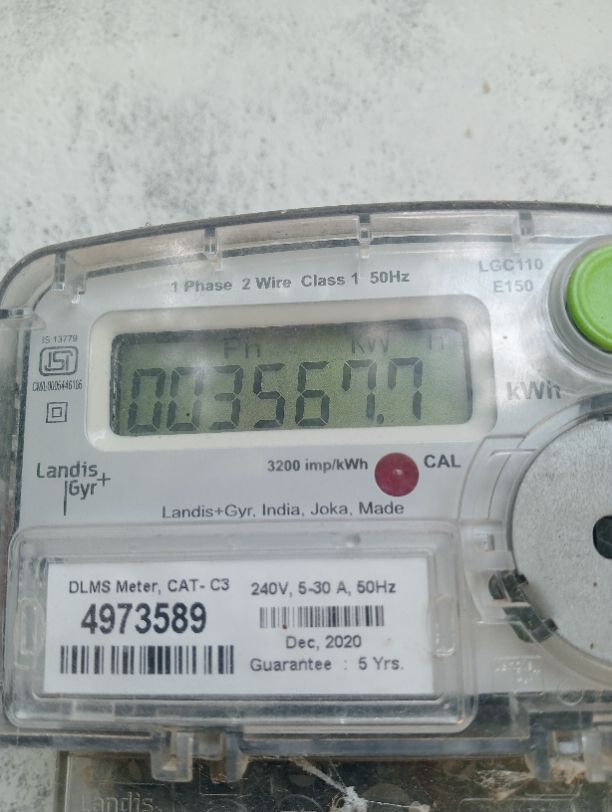 1 Phase 2 Wire Class 1 50Hz
LGC110
E150
IS 13779
ISI
Ph kW h
003567.7
kWh
3200 imp/kWh
CAL
Landis
Gyr+
Landis+Gyr, India, Joka, Made
DLMS Meter, CAT- C3
4973589
240V, 5-30 A, 50Hz
Dec, 2020
Guarantee : 5 Yrs.
Landis